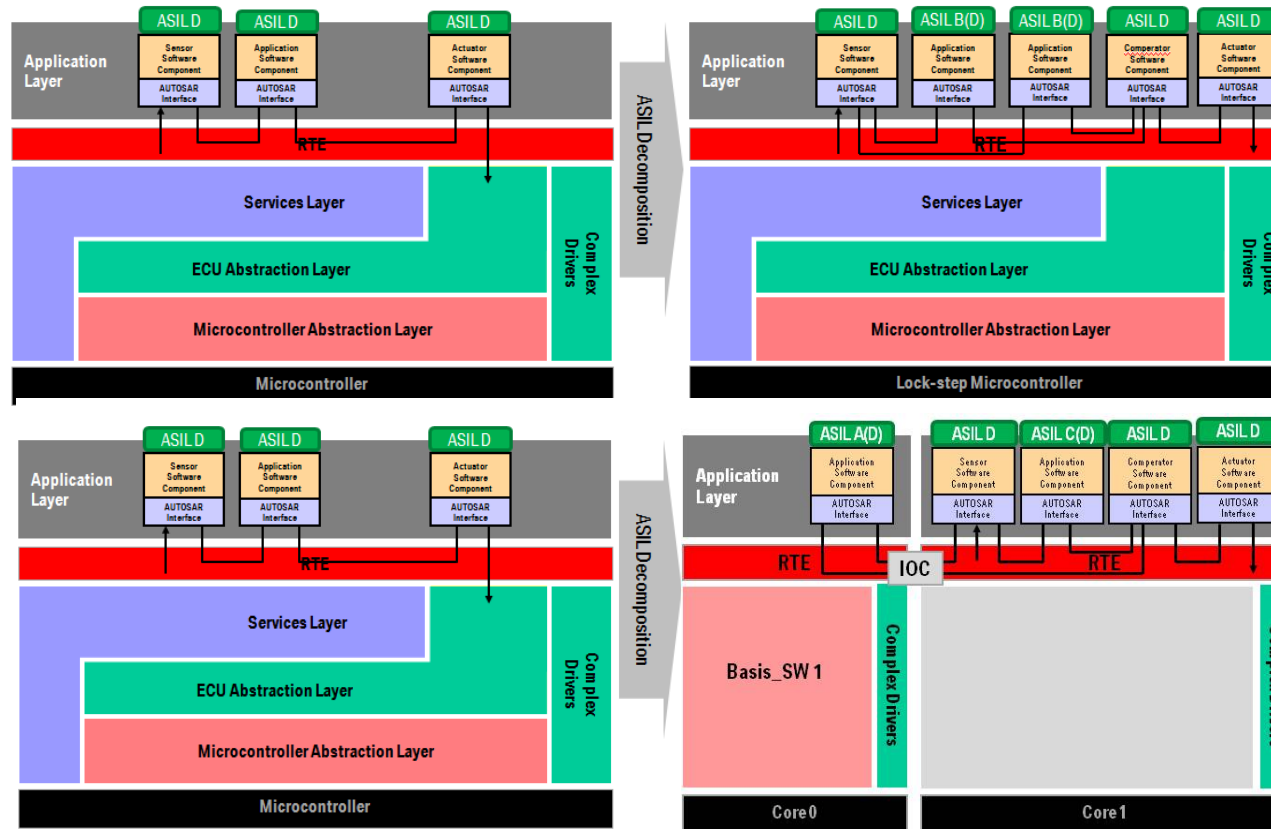 ASIL D
ASIL D
ASIL D
Application
Layer
Sensor
Software
Component
AUTOSAR
Interface
Application
Software
Component
AUTOSAR
Interface
Actuator
Software
Component
AUTOSAR
Interface
RTE
Services Layer
ECU Abstraction Layer
Microcontroller Abstraction Layer
Complex
Drivers
Microcontroller
ASIL Decomposition
ASIL D
ASIL B(D)
ASIL B(D)
ASIL D
ASIL D
Application
Layer
Sensor
Software
Component
AUTOSAR
Interface
Application
Software
Component
AUTOSAR
Interface
Application
Software
Component
AUTOSAR
Interface
Comperator
Software
Component
AUTOSAR
Interface
Actuator
Software
Component
AUTOSAR
Interface
RTE
Services Layer
ECU Abstraction Layer
Microcontroller Abstraction Layer
Complex
Drivers
Lock-step Microcontroller
ASIL D
ASIL D
ASIL D
Application
Layer
Sensor
Software
Component
AUTOSAR
Interface
Application
Software
Component
AUTOSAR
Interface
Actuator
Software
Component
AUTOSAR
Interface
RTE
Services Layer
ECU Abstraction Layer
Microcontroller Abstraction Layer
Complex
Drivers
Microcontroller
ASIL Decomposition
ASIL A(D)
ASIL D
ASIL C(D)
ASIL D
ASIL D
Application
Layer
Application
Software
Component
AUTOSAR
Interface
Sensor
Software
Component
AUTOSAR
Interface
Application
Software
Component
AUTOSAR
Interface
Comperator
Software
Component
AUTOSAR
Interface
Actuator
Software
Component
AUTOSAR
Interface
RTE
IOC
RTE
Basis_SW 1
Complex Drivers
Core0
Core1